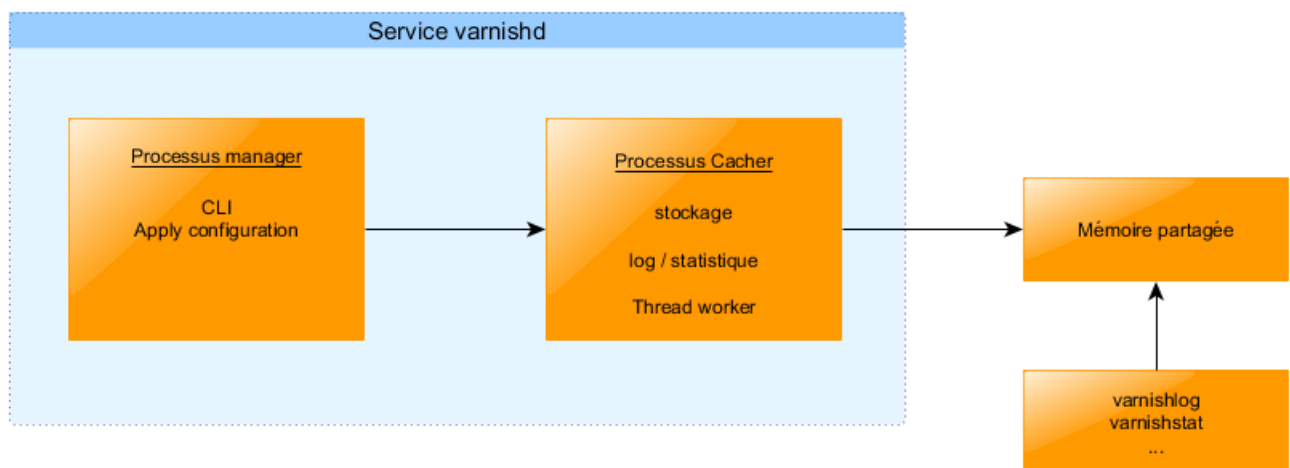 Service varnishd
Processus manager
CLI
Apply configuration
Processus Cacher
stockage
log / statistique
Thread worker
Mémoire partagée
varnishlog
varnishstat
...